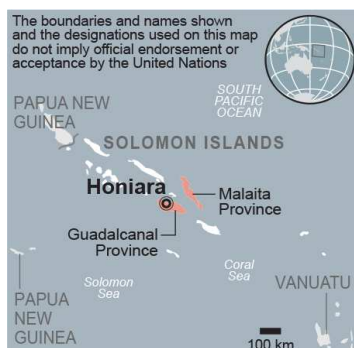 The boundaries and names shown
and the designations used on this map
do not imply official endorsement or
acceptance by the United Nations
SOUTH
PACIFIC
OCEAN
PAPUA NEW
GUINEA
SOLOMON ISLANDS
Honiara
Malaita
Province
Guadalcanal
Province
Coral
Sea
Solomon
Sea
VANUATU
PAPUA
NEW
GUINEA
100 km